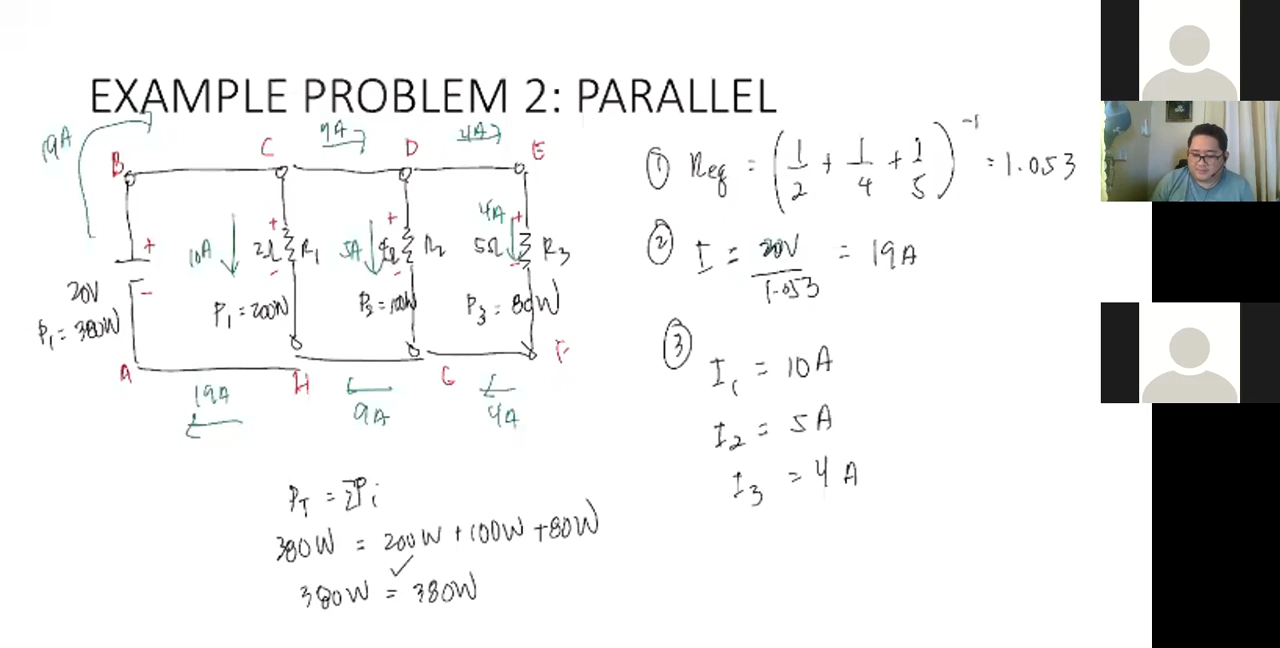 EXAMPLE PROBLEM 2: PARALLEL
19A
9A
4A
B
C
D
E
+
+
+
+
10A
2Ω
R1
5A
R2
4A
5Ω
R3
-
-
-
-
20V
P1 = 380W
P1 = 200W
P2 = 100W
P3 = 80W
A
H
G
F
19A
9A
4A
PT = ΣPi
380W = 200W + 100W + 80W
✓
380W = 380W
① Req = (1/2 + 1/4 + 1/5)^-1 = 1.053
② I = 20V/1.053 = 19A
③
I1 = 10A
I2 = 5A
I3 = 4A